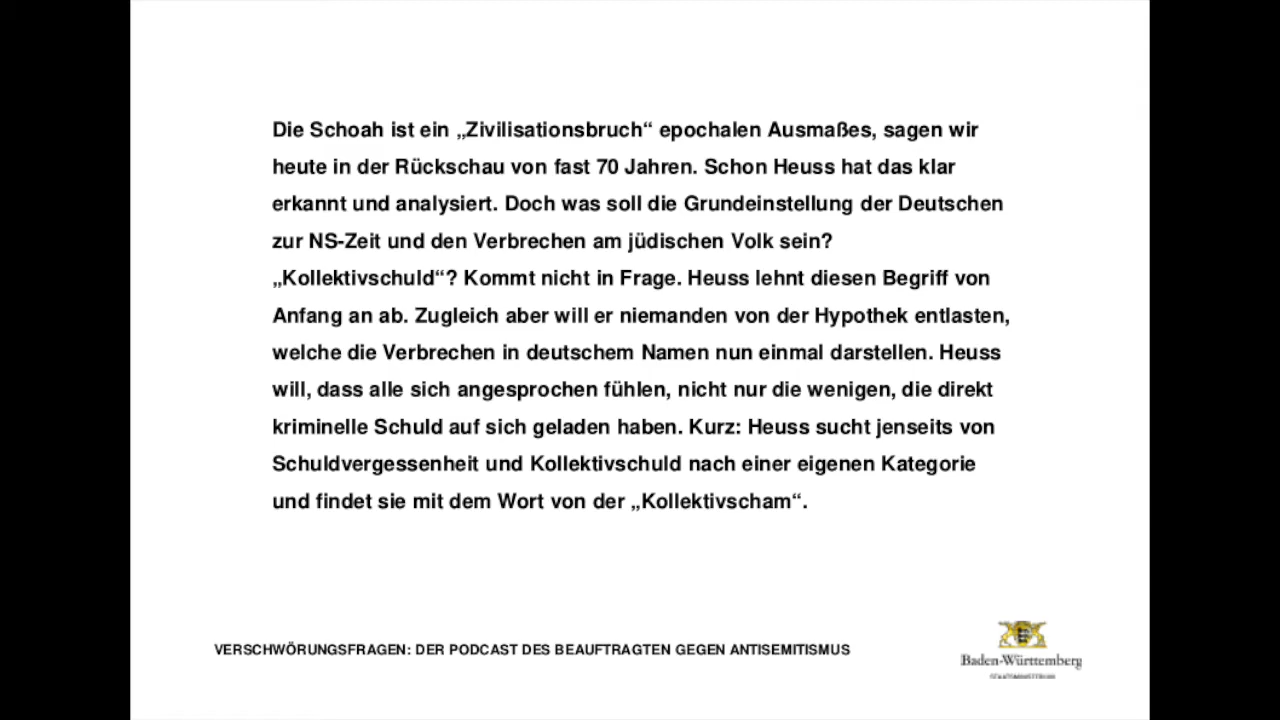 Die Schoah ist ein „Zivilisationsbruch“ epochalen Ausmaßes, sagen wir
heute in der Rückschau von fast 70 Jahren. Schon Heuss hat das klar
erkannt und analysiert. Doch was soll die Grundeinstellung der Deutschen
zur NS-Zeit und den Verbrechen am jüdischen Volk sein?
„Kollektivschuld“? Kommt nicht in Frage. Heuss lehnt diesen Begriff von
Anfang an ab. Zugleich aber will er niemanden von der Hypothek entlasten,
welche die Verbrechen in deutschem Namen nun einmal darstellen. Heuss
will, dass alle sich angesprochen fühlen, nicht nur die wenigen, die direkt
kriminelle Schuld auf sich geladen haben. Kurz: Heuss sucht jenseits von
Schuldvergessenheit und Kollektivschuld nach einer eigenen Kategorie
und findet sie mit dem Wort von der „Kollektivscham“.
VERSCHWÖRUNGSFRAGEN: DER PODCAST DES BEAUFTRAGTEN GEGEN ANTISEMITISMUS
Baden-Württemberg
STAATSMINISTERIUM